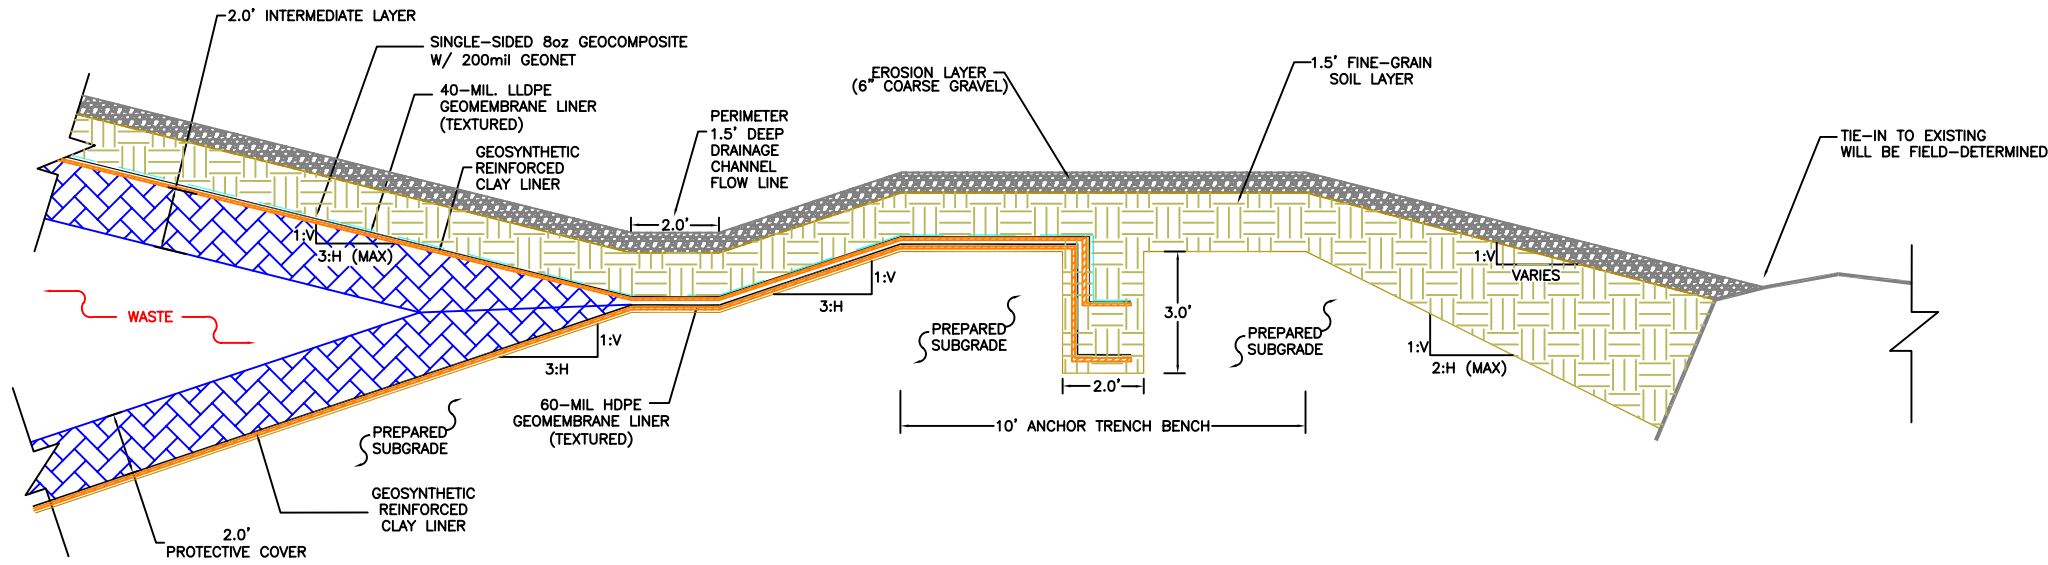 2.0' INTERMEDIATE LAYER
SINGLE-SIDED 8oz GEOCOMPOSITE
W/ 200mil GEONET
40-MIL. LLDPE
GEOMEMBRANE LINER
(TEXTURED)
GEOSYNTHETIC
REINFORCED
CLAY LINER
PERIMETER
1.5' DEEP
DRAINAGE
CHANNEL
FLOW LINE
EROSION LAYER
(6" COARSE GRAVEL)
1.5' FINE-GRAIN
SOIL LAYER
TIE-IN TO EXISTING
WILL BE FIELD-DETERMINED
2.0'
1:V
3:H (MAX)
1:V
3:H
1:V
VARIES
WASTE
PREPARED
SUBGRADE
3.0'
PREPARED
SUBGRADE
1:V
3:H
1:V
2:H (MAX)
2.0'
60-MIL HDPE
GEOMEMBRANE LINER
(TEXTURED)
10' ANCHOR TRENCH BENCH
PREPARED
SUBGRADE
GEOSYNTHETIC
REINFORCED
CLAY LINER
2.0'
PROTECTIVE COVER